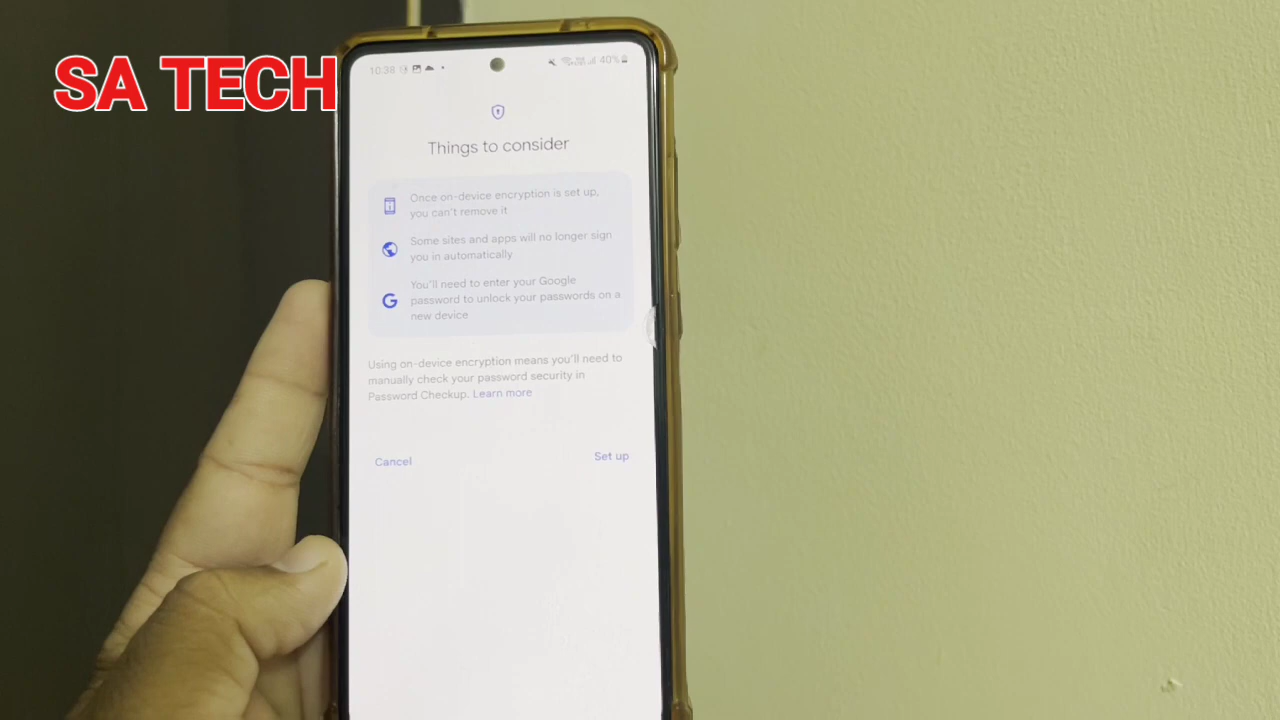 SA TECH
10:38
40%
Things to consider
Once on-device encryption is set up,
you can't remove it
Some sites and apps will no longer sign
you in automatically
You'll need to enter your Google
password to unlock your passwords on a
new device
Using on-device encryption means you'll need to
manually check your password security in
Password Checkup. Learn more
Cancel
Set up